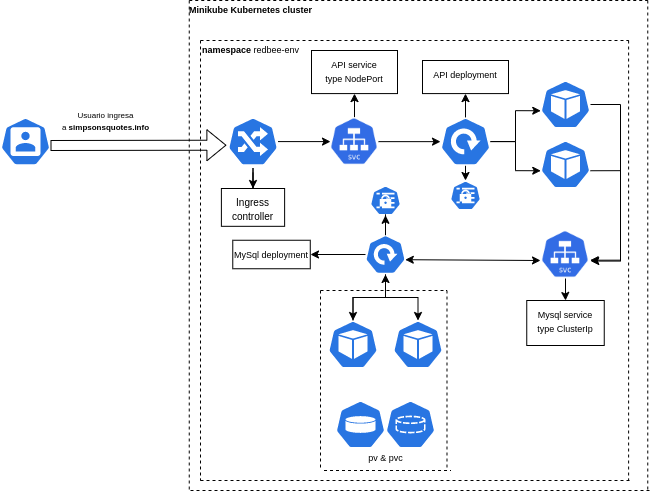 Minikube Kubernetes cluster
namespace redbee-env
API service
type NodePort
API deployment
Usuario ingresa
a simpsonsquotes.info
svc
Ingress
controller
MySql deployment
svc
Mysql service
type ClusterIp
pv & pvc